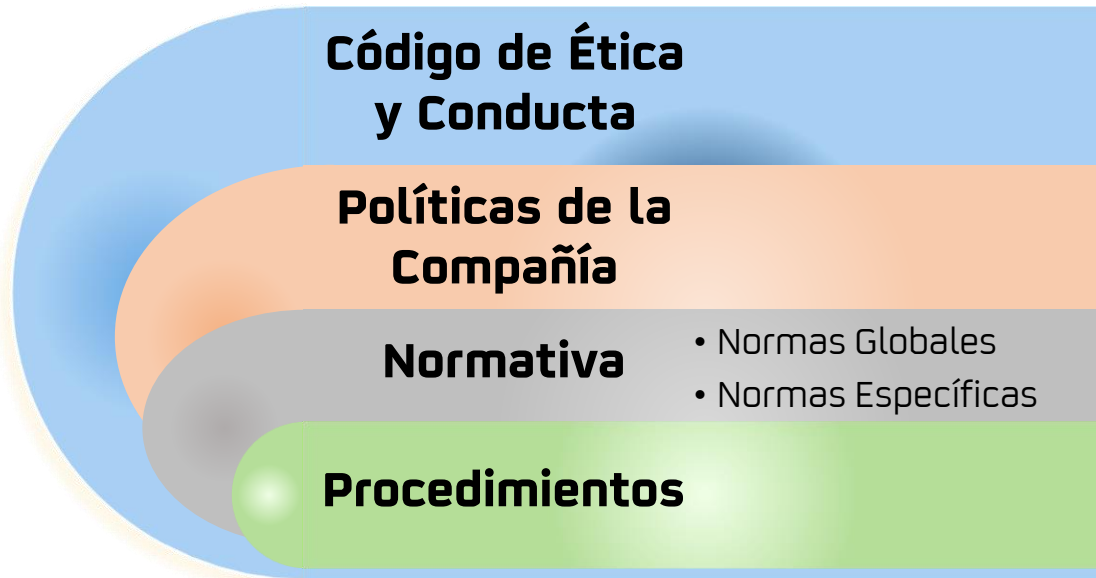 Código de Ética
y Conducta
Políticas de la
Compañía
Normativa
• Normas Globales
• Normas Específicas
Procedimientos